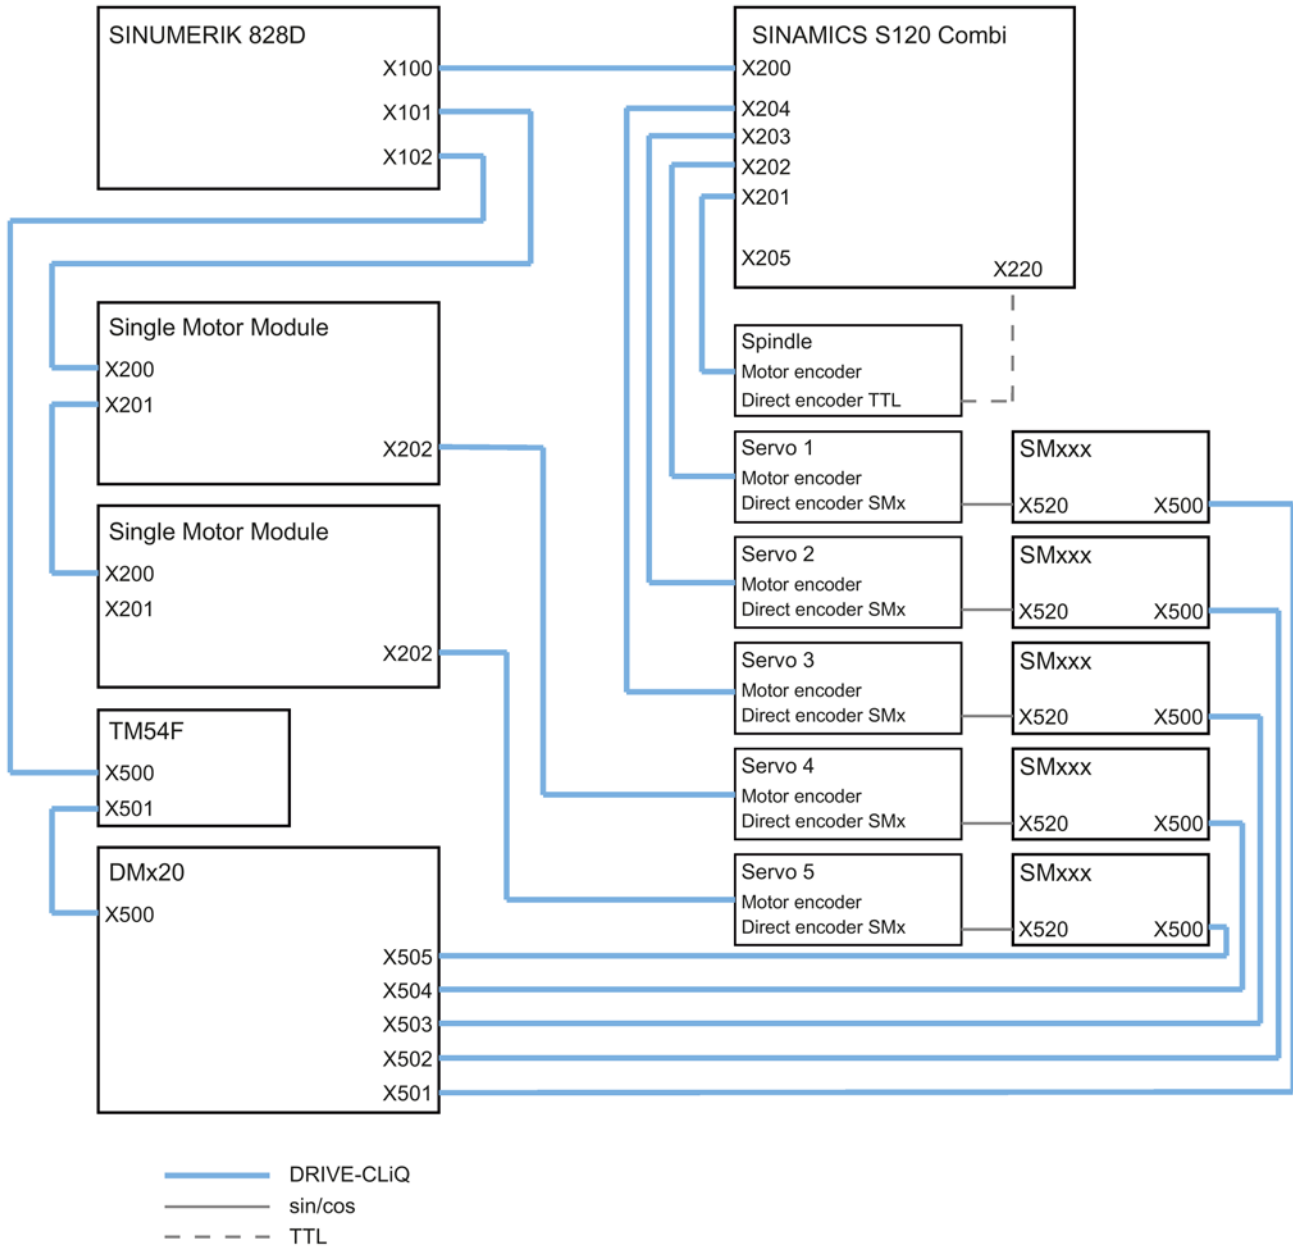 SINUMERIK 828D
X100
X101
X102
SINAMICS S120 Combi
X200
X204
X203
X202
X201
X205
X220
Single Motor Module
X200
X201
X202
Single Motor Module
X200
X201
X202
TM54F
X500
X501
DMx20
X500
X505
X504
X503
X502
X501
Spindle
Motor encoder
Direct encoder TTL
Servo 1
Motor encoder
Direct encoder SMx
SMxxx
X520 X500
Servo 2
Motor encoder
Direct encoder SMx
SMxxx
X520 X500
Servo 3
Motor encoder
Direct encoder SMx
SMxxx
X520 X500
Servo 4
Motor encoder
Direct encoder SMx
SMxxx
X520 X500
Servo 5
Motor encoder
Direct encoder SMx
SMxxx
X520 X500
DRIVE-CLiQ
sin/cos
TTL